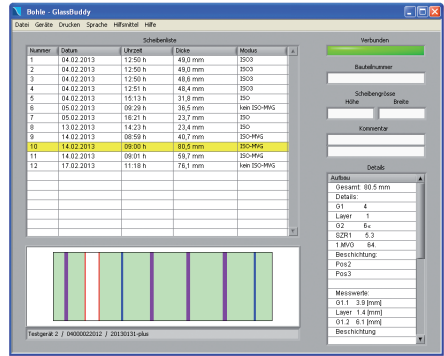 Bohle - GlassBuddy
Datei Geräte Drucken Sprache Hilfsmittel Hilfe
Scheibenliste
Nummer Datum Uhrzeit Dicke Modus
1 04.02.2013 12:50 h 49,0 mm ISO3
2 04.02.2013 12:50 h 49,0 mm ISO3
3 04.02.2013 12:50 h 48,6 mm ISO3
4 04.02.2013 12:51 h 48,4 mm ISO3
5 04.02.2013 15:13 h 31,8 mm ISO
6 05.02.2013 09:29 h 36,5 mm kein ISO-MVG
7 05.02.2013 16:21 h 23,7 mm ISO
8 13.02.2013 14:23 h 23,4 mm ISO
9 14.02.2013 08:59 h 40,7 mm ISO-MVG
10 14.02.2013 09:00 h 80,5 mm ISO-MVG
11 14.02.2013 09:01 h 59,7 mm ISO-MVG
12 17.02.2013 11:18 h 76,1 mm kein ISO-MVG
Testgerät 2 / 04000022012 / 20130131-plus
Verbunden
Bauteilnummer
Scheibengrösse
Höhe Breite
Kommentar
Details
Aufbau
Gesamt: 80.5 mm
Details:
G1 4
Layer 1
G2 6
SZR1 5.3
1.MVG 64.
Beschichtung:
Pos2
Pos3
Messwerte:
G1.1 3.9 [mm]
Layer 1.4 [mm]
G1.2 6.1 [mm]
Beschichtung